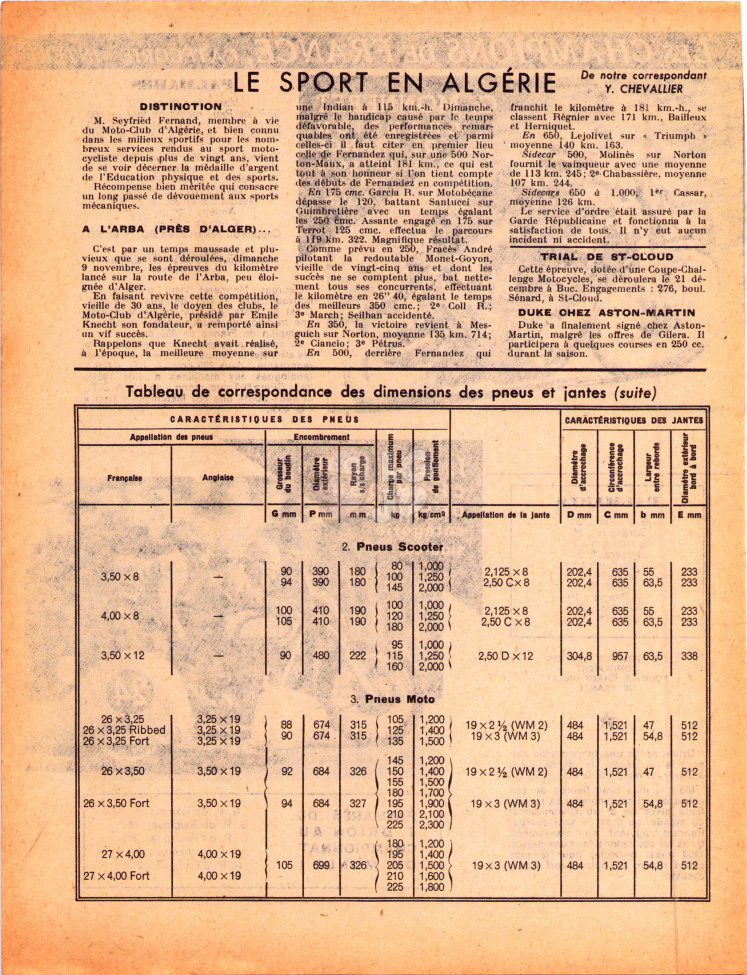 LE SPORT EN ALGÉRIE
De notre correspondant
Y. CHEVALLIER
DISTINCTION
M. Seyfried Fernand, membre à vie
du Moto-Club d'Algérie, et bien connu
dans les milieux sportifs pour les nom-
breux services rendus au sport moto-
cycliste depuis plus de vingt ans, vient
de se voir décerner la médaille d'argent
de l'Education physique et des sports.
Récompense bien méritée qui consacre
un long passé de dévouement aux sports
mécaniques.
A L'ARBA (PRÈS D'ALGER)...
C'est par un temps maussade et plu-
vieux que se sont déroulées, dimanche
9 novembre, les épreuves du kilomètre
lancé sur la route de l'Arba, peu éloi-
gnée d'Alger.
En faisant revivre cette compétition,
vieille de 30 ans, le doyen des clubs, le
Moto-Club d'Algérie, présidé par Emile
Knecht son fondateur, a remporté ainsi
un vif succès.
Rappelons que Knecht avait réalisé,
à l'époque, la meilleure moyenne sur
une Indian à 115 km.-h. Dimanche,
malgré le handicap causé par le temps
défavorable, des performances remar-
quables ont été enregistrées et parmi
celles-ci il faut citer en premier lieu
celle de Fernandez qui, sur une 500 Nor-
ton-Manx, a atteint 181 km., ce qui est
tout à son honneur si l'on tient compte
des débuts de Fernandez en compétition.
En 175 cmc. Garcia R. sur Motobécane
dépasse le 120, battant Santucci sur
Guimbretière avec un temps égalant
les 250 cmc. Assante engagé en 175 sur
Terrot 125 cmc. effectua le parcours
à 119 km. 322. Magnifique résultat.
Comme prévu en 250, Fracès André
pilotant la redoutable Monet-Goyon,
vieille de vingt-cinq ans et dont les
succès ne se comptent plus, bat nette-
ment tous ses concurrents, effectuant
le kilomètre en 26" 40, égalant le temps
des meilleurs 350 cmc.; 2e Coll R.;
3e March; Seilhan accidenté.
En 350, la victoire revient à Mes-
guich sur Norton, moyenne 135 km. 714;
2e Ciancio; 3e Pétrus.
En 500, derrière Fernandez qui
franchit le kilomètre à 181 km.-h., se
classent Régnier avec 171 km., Bailleux
et Herniquet.
En 650, Lejolivet sur « Triumph »
moyenne 140 km. 163.
Sidecar 500, Molinès sur Norton
fournit le vainqueur avec une moyenne
de 113 km. 245; 2e Chabassière, moyenne
107 km. 244.
Sidecars 650 à 1.000, 1er Cassar,
moyenne 126 km.
Le service d'ordre était assuré par la
Garde Républicaine et fonctionna à la
satisfaction de tous. Il n'y eut aucun
incident ni accident.
TRIAL DE ST-CLOUD
Cette épreuve, dotée d'une Coupe-Chal-
lenge Motocycles, se déroulera le 21 dé-
cembre à Buc. Engagements : 276, boul.
Sénard, à St-Cloud.
DUKE CHEZ ASTON-MARTIN
Duke a finalement signé chez Aston-
Martin, malgré les offres de Gilera. Il
participera à quelques courses en 250 cc.
durant la saison.
Tableau de correspondance des dimensions des pneus et jantes (suite)
CARACTÉRISTIQUES DES PNEUS
CARACTÉRISTIQUES DES JANTES
Appellation des pneus
Encombrement
Française
Anglaise
Grosseur
du boudin
Diamètre
extérieur
Rayon
s/s charge
Charge maximum
par pneu
Pression
de gonflement
Diamètre
d'accrochage
Circonférence
d'accrochage
Largeur
entre rebords
Diamètre extérieur
bord à bord
G mm P mm mm kg kg/cm2 Appellation de la jante D mm C mm b mm E mm
2. Pneus Scooter
3,50 × 8 —
90 390 180
94 390 180
80 1,000
100 1,250
145 2,000
2,125 × 8 202,4 635 55 233
2,50 C × 8 202,4 635 63,5 233
4,00 × 8 —
100 410 190
105 410 190
100 1,000
120 1,250
180 2,000
2,125 × 8 202,4 635 55 233
2,50 C × 8 202,4 635 63,5 233
3,50 × 12 — 90 480 222
95 1,000
115 1,250
160 2,000
2,50 D × 12 304,8 957 63,5 338
3. Pneus Moto
26 × 3,25 3,25 × 19
26 × 3,25 Ribbed 3,25 × 19
26 × 3,25 Fort 3,25 × 19
88 674 315
90 674 315
105 1,200
125 1,400
135 1,500
19 × 2 ½ (WM 2) 484 1,521 47 512
19 × 3 (WM 3) 484 1,521 54,8 512
26 × 3,50 3,50 × 19 92 684 326
145 1,200
150 1,400
155 1,500
19 × 2 ½ (WM 2) 484 1,521 47 512
26 × 3,50 Fort 3,50 × 19 94 684 327
180 1,700
195 1,900
210 2,100
225 2,300
19 × 3 (WM 3) 484 1,521 54,8 512
27 × 4,00 4,00 × 19
27 × 4,00 Fort 4,00 × 19
105 699 326
180 1,200
195 1,400
205 1,500
210 1,600
225 1,800
19 × 3 (WM 3) 484 1,521 54,8 512